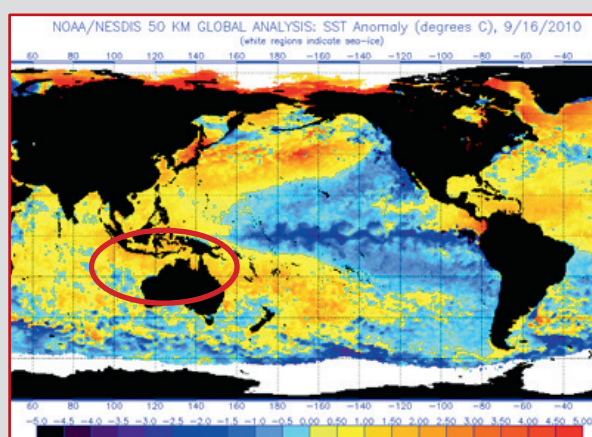 NOAA/NESDIS 50 KM GLOBAL ANALYSIS: SST Anomaly (degrees C), 9/16/2010
(white regions indicate sea-ice)
60 80 100 120 140 160 180 -160 -140 -120 -100 -80 -60 -40
60 80 100 120 140 160 180 -160 -140 -120 -100 -80 -60 -40
-5.0 -4.5 -4.0 -3.5 -3.0 -2.5 -2.0 -1.5 -1.0 -0.5 0.00 0.50 1.00 1.50 2.00 2.50 3.00 3.50 4.00 4.50 5.00